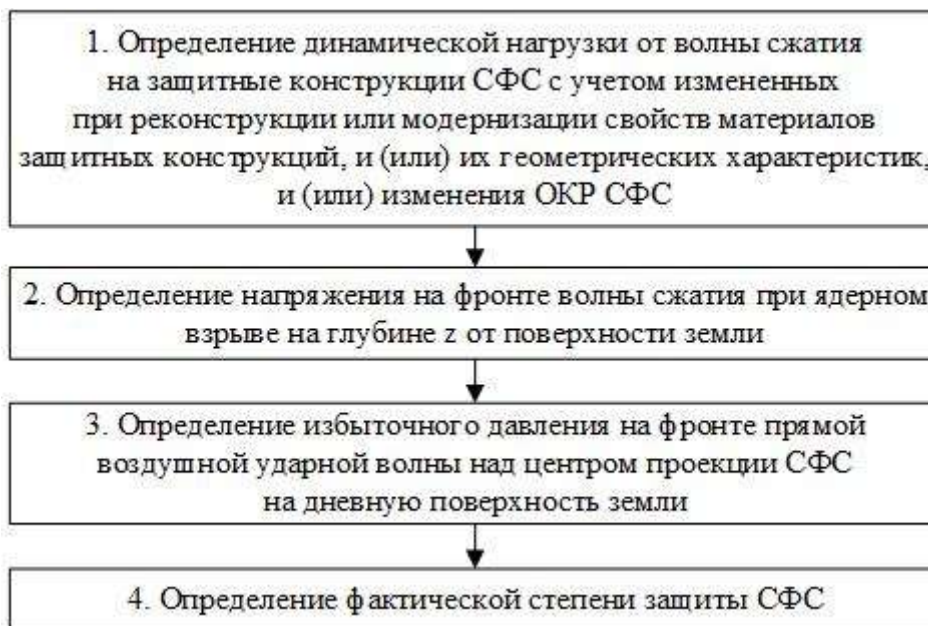 1. Определение динамической нагрузки от волны сжатия
на защитные конструкции СФС с учетом измененных
при реконструкции или модернизации свойств материалов
защитных конструкций, и (или) их геометрических характеристик,
и (или) изменения ОКР СФС
2. Определение напряжения на фронте волны сжатия при ядерном
взрыве на глубине z от поверхности земли
3. Определение избыточного давления на фронте прямой
воздушной ударной волны над центром проекции СФС
на дневную поверхность земли
4. Определение фактической степени защиты СФС